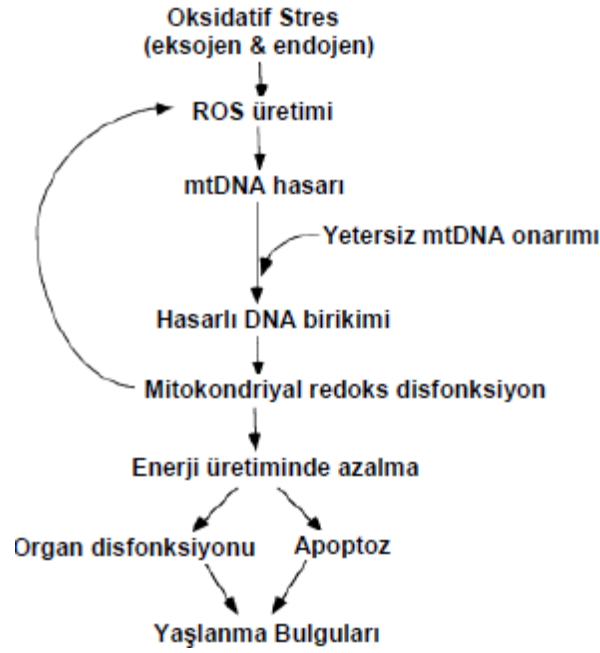 Oksidatif Stres
(eksojen & endojen)
ROS üretimi
mtDNA hasarı
Yetersiz mtDNA onarımı
Hasarlı DNA birikimi
Mitokondriyal redoks disfonksiyon
Enerji üretiminde azalma
Organ disfonksiyonu
Apoptoz
Yaşlanma Bulguları